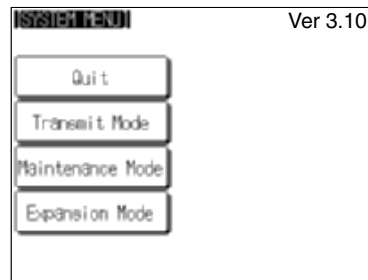 [SYSTEM MENU]
Ver 3.10
Quit
Transmit Mode
Maintenance Mode
Expansion Mode